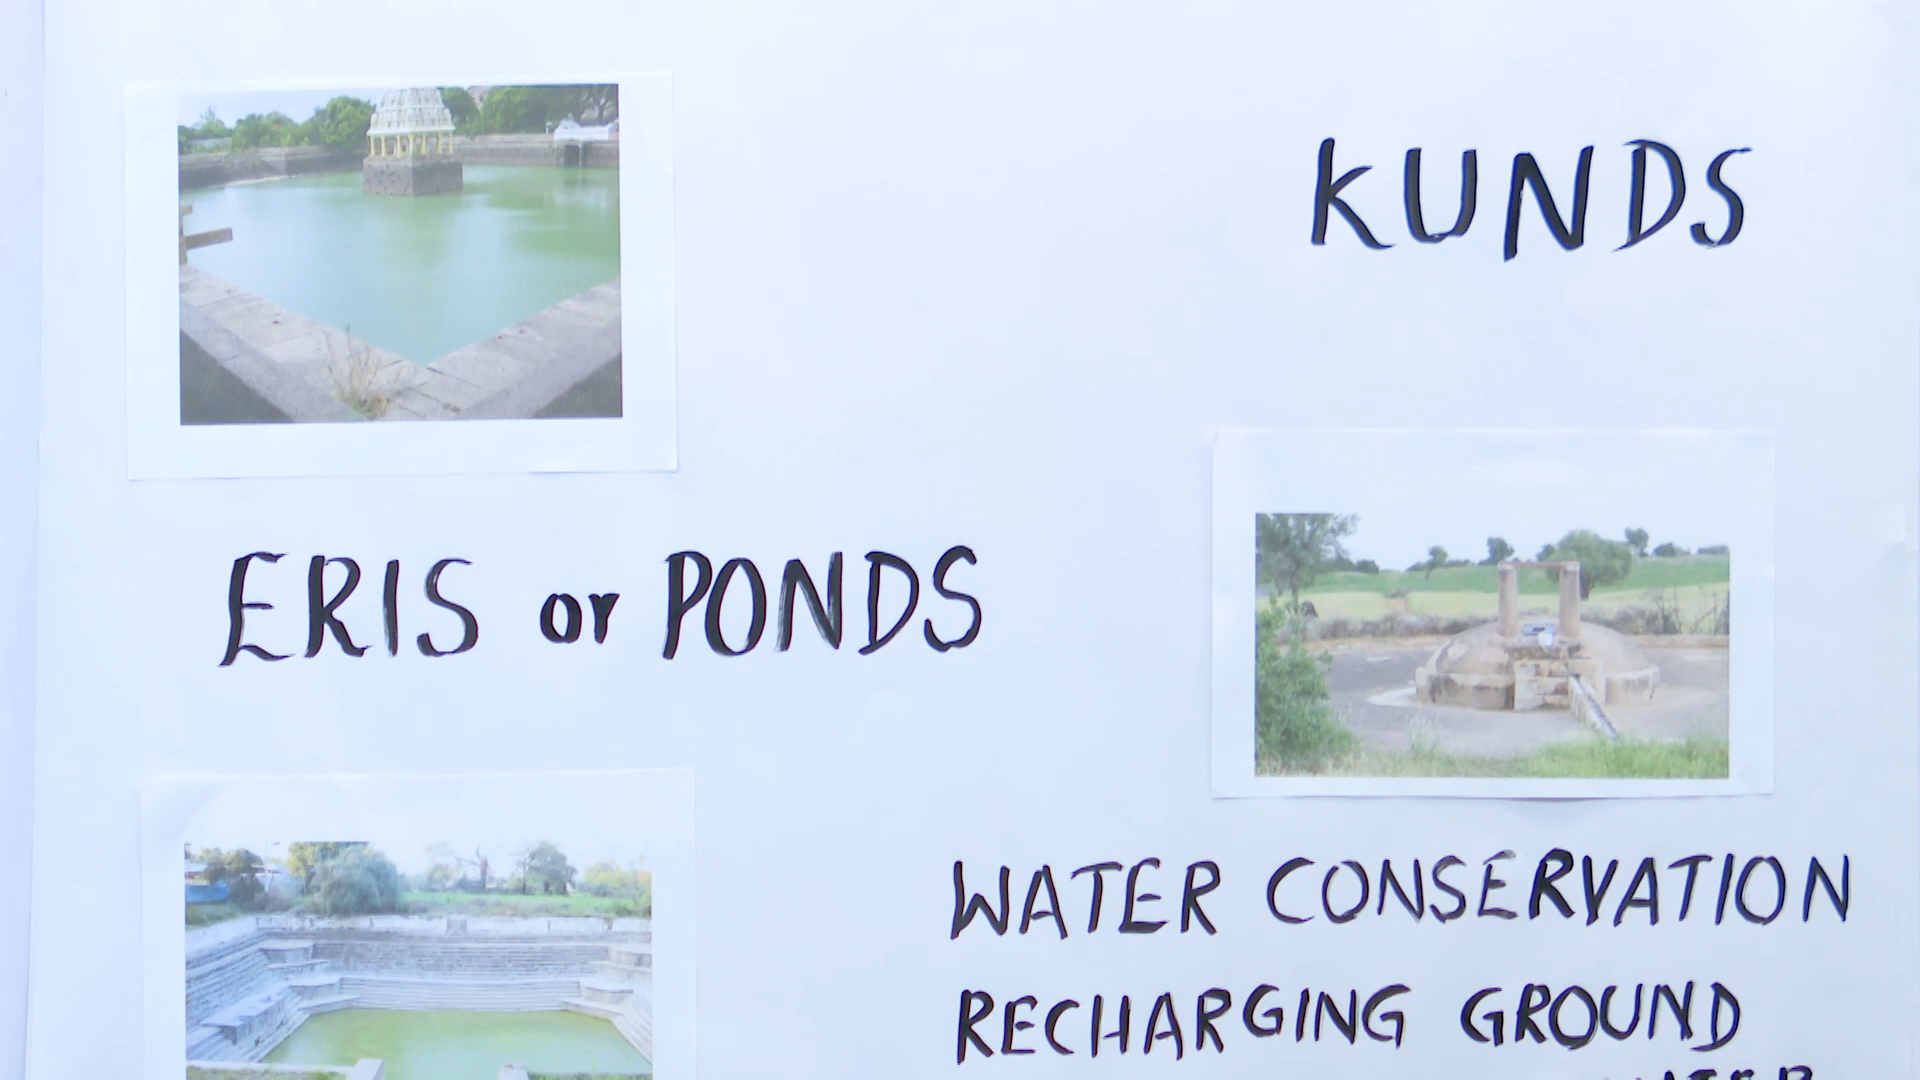 KUNDS
ERIS or PONDS
WATER CONSERVATION
RECHARGING GROUND